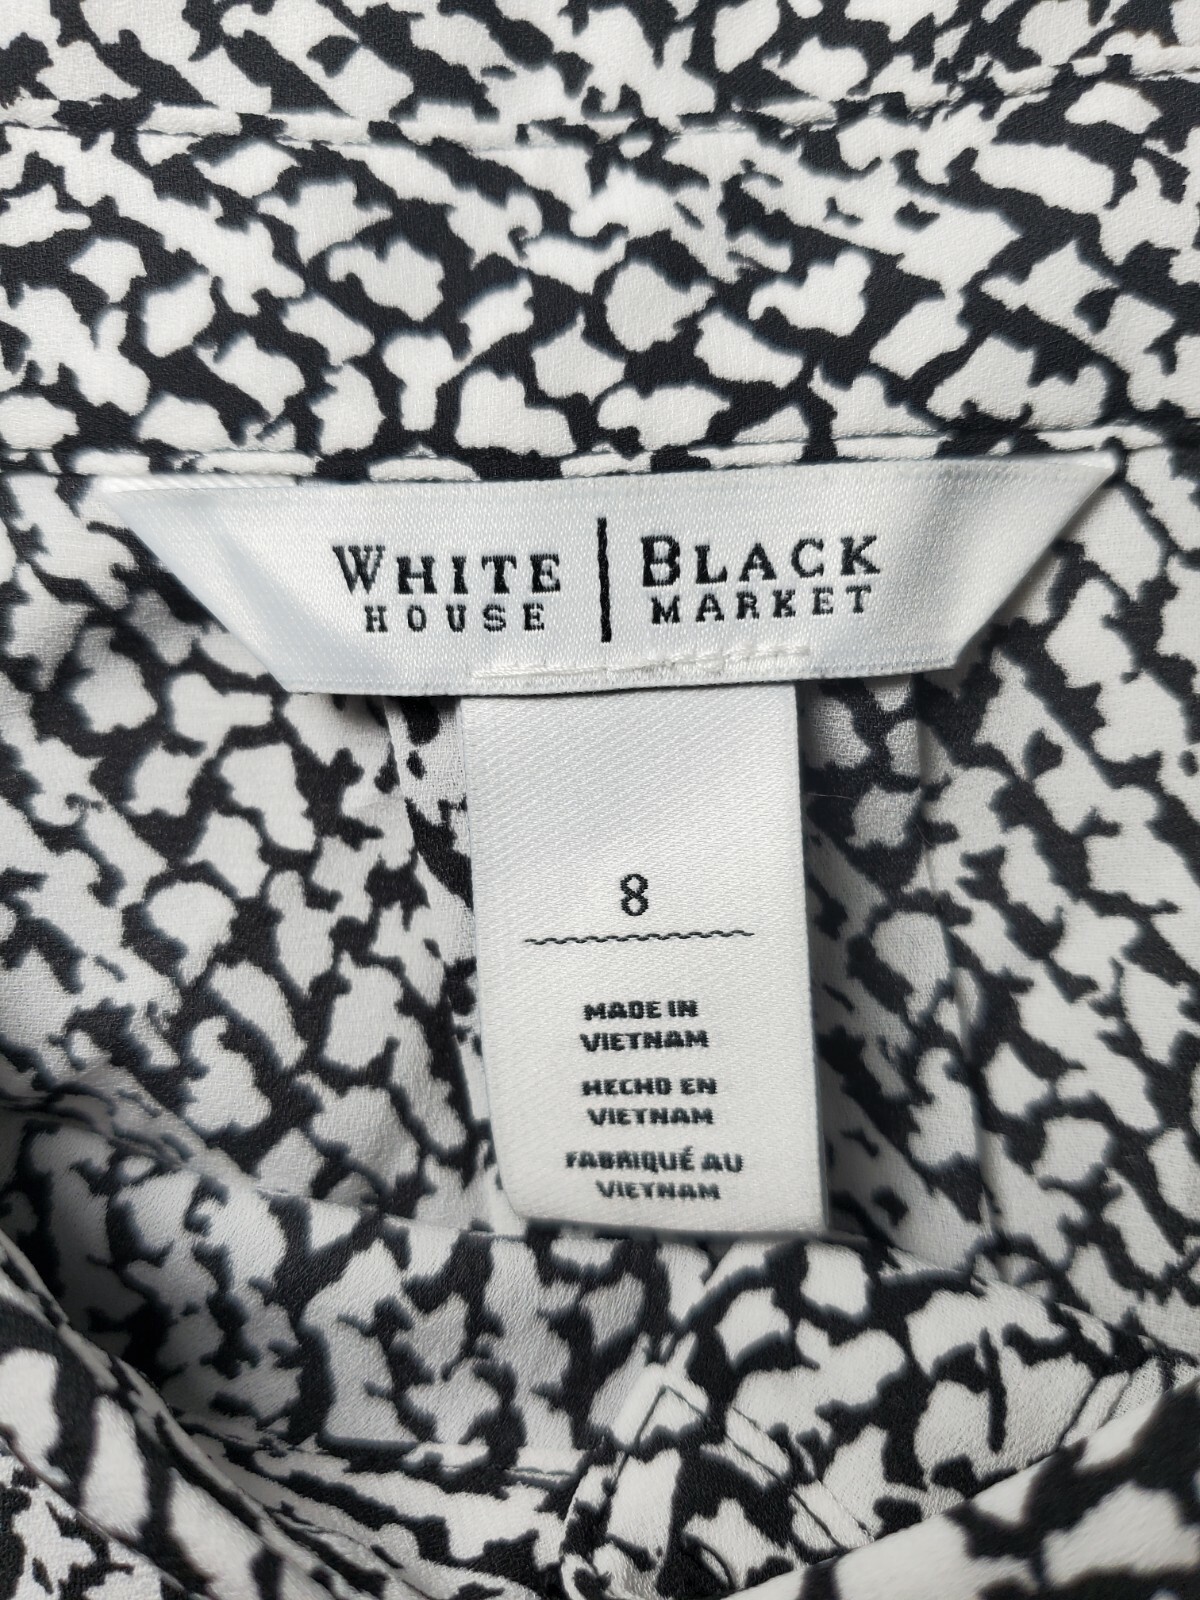 WHITE HOUSE | BLACK MARKET
8
MADE IN
VIETNAM
HECHO EN
VIETNAM
FABRIQUÉ AU
VIETNAM